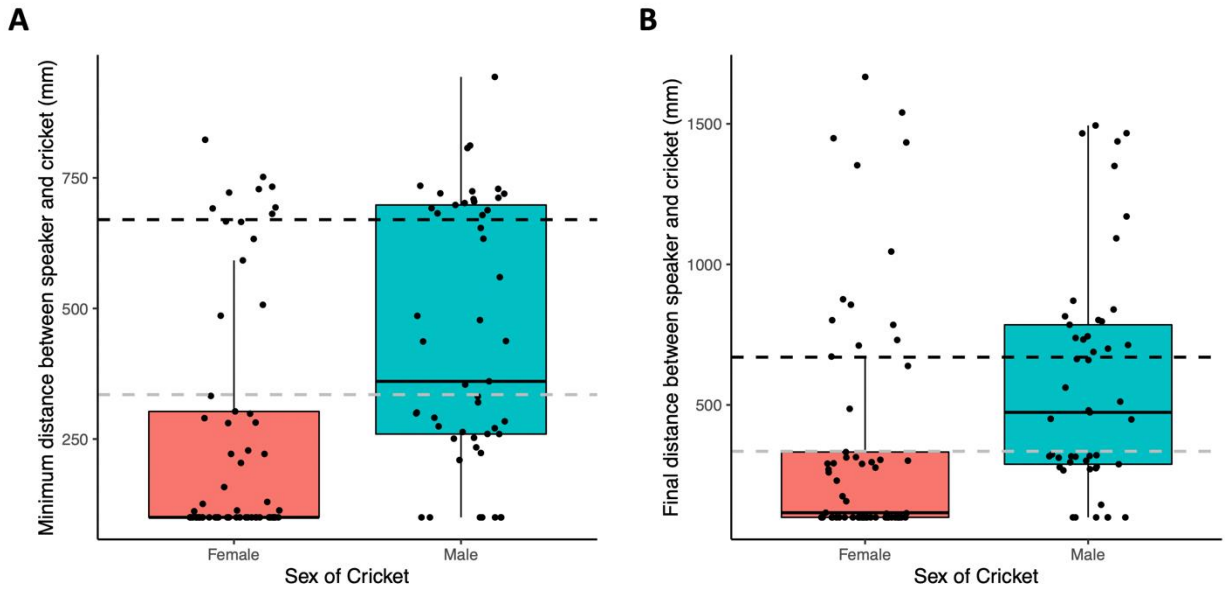 A
Minimum distance between speaker and cricket (mm)
750
500
250
Female
Male
Sex of Cricket
B
Final distance between speaker and cricket (mm)
1500
1000
500
Female
Male
Sex of Cricket